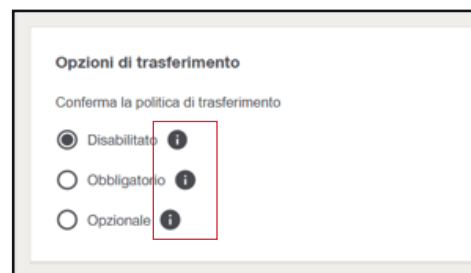 Opzioni di trasferimento
Conferma la politica di trasferimento
Disabilitato i
Obbligatorio i
Opzionale i